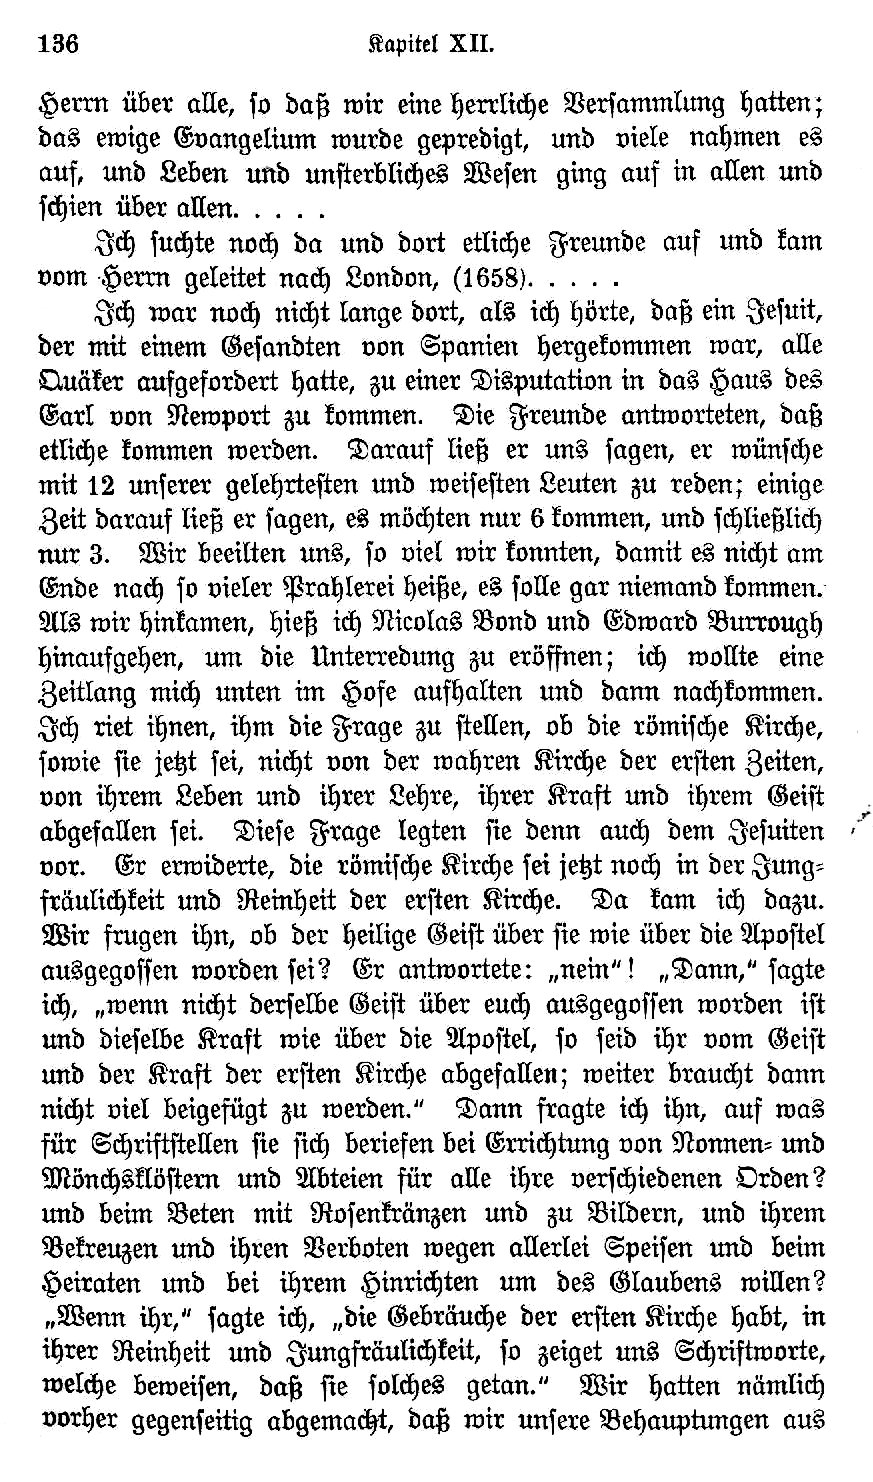 136 Kapitel XII.
Herrn über alle, so daß wir eine herrliche Versammlung hatten;
das ewige Evangelium wurde gepredigt, und viele nahmen es
auf, und Leben und unsterbliches Wesen ging auf in allen und
schien über allen. . . . .
Ich suchte noch da und dort etliche Freunde auf und kam
vom Herrn geleitet nach London, (1658). . . . .
Ich war noch nicht lange dort, als ich hörte, daß ein Jesuit,
der mit einem Gesandten von Spanien hergekommen war, alle
Quäker aufgefordert hatte, zu einer Disputation in das Haus des
Earl von Newport zu kommen. Die Freunde antworteten, daß
etliche kommen werden. Darauf ließ er uns sagen, er wünsche
mit 12 unserer gelehrtesten und weisesten Leuten zu reden; einige
Zeit darauf ließ er sagen, es möchten nur 6 kommen, und schließlich
nur 3. Wir beeilten uns, so viel wir konnten, damit es nicht am
Ende nach so vieler Prahlerei heiße, es solle gar niemand kommen.
Als wir hinkamen, hieß ich Nicolas Bond und Edward Burrough
hinaufgehen, um die Unterredung zu eröffnen; ich wollte eine
Zeitlang mich unten im Hofe aufhalten und dann nachkommen.
Ich riet ihnen, ihm die Frage zu stellen, ob die römische Kirche,
sowie sie jetzt sei, nicht von der wahren Kirche der ersten Zeiten,
von ihrem Leben und ihrer Lehre, ihrer Kraft und ihrem Geist
abgefallen sei. Diese Frage legten sie denn auch dem Jesuiten
vor. Er erwiderte, die römische Kirche sei jetzt noch in der Jung-
fräulichkeit und Reinheit der ersten Kirche. Da kam ich dazu.
Wir frugen ihn, ob der heilige Geist über sie wie über die Apostel
ausgegossen worden sei? Er antwortete: „nein"! „Dann," sagte
ich, „wenn nicht derselbe Geist über euch ausgegossen worden ist
und dieselbe Kraft wie über die Apostel, so seid ihr vom Geist
und der Kraft der ersten Kirche abgefallen; weiter braucht dann
nicht viel beigefügt zu werden." Dann fragte ich ihn, auf was
für Schriftstellen sie sich beriefen bei Errichtung von Nonnen- und
Mönchsklöstern und Abteien für alle ihre verschiedenen Orden?
und beim Beten mit Rosenkränzen und zu Bildern, und ihrem
Bekreuzen und ihren Verboten wegen allerlei Speisen und beim
Heiraten und bei ihrem Hinrichten um des Glaubens willen?
„Wenn ihr," sagte ich, „die Gebräuche der ersten Kirche habt, in
ihrer Reinheit und Jungfräulichkeit, so zeiget uns Schriftworte,
welche beweisen, daß sie solches getan." Wir hatten nämlich
vorher gegenseitig abgemacht, daß wir unsere Behauptungen aus